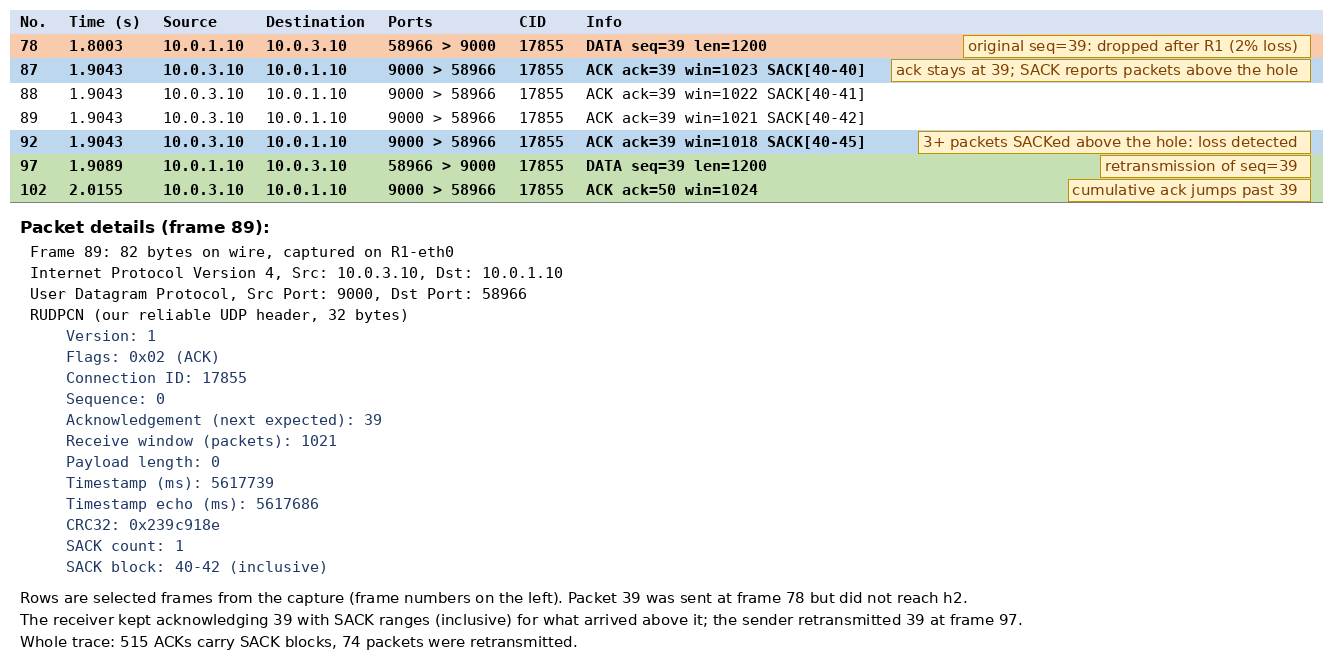 No. Time (s) Source Destination Ports CID Info
78 1.8003 10.0.1.10 10.0.3.10 58966 > 9000 17855 DATA seq=39 len=1200 original seq=39: dropped after R1 (2% loss)
87 1.9043 10.0.3.10 10.0.1.10 9000 > 58966 17855 ACK ack=39 win=1023 SACK[40-40] ack stays at 39; SACK reports packets above the hole
88 1.9043 10.0.3.10 10.0.1.10 9000 > 58966 17855 ACK ack=39 win=1022 SACK[40-41]
89 1.9043 10.0.3.10 10.0.1.10 9000 > 58966 17855 ACK ack=39 win=1021 SACK[40-42]
92 1.9043 10.0.3.10 10.0.1.10 9000 > 58966 17855 ACK ack=39 win=1018 SACK[40-45] 3+ packets SACKed above the hole: loss detected
97 1.9089 10.0.1.10 10.0.3.10 58966 > 9000 17855 DATA seq=39 len=1200 retransmission of seq=39
102 2.0155 10.0.3.10 10.0.1.10 9000 > 58966 17855 ACK ack=50 win=1024 cumulative ack jumps past 39
Packet details (frame 89):
Frame 89: 82 bytes on wire, captured on R1-eth0
Internet Protocol Version 4, Src: 10.0.3.10, Dst: 10.0.1.10
User Datagram Protocol, Src Port: 9000, Dst Port: 58966
RUDPCN (our reliable UDP header, 32 bytes)
Version: 1
Flags: 0x02 (ACK)
Connection ID: 17855
Sequence: 0
Acknowledgement (next expected): 39
Receive window (packets): 1021
Payload length: 0
Timestamp (ms): 5617739
Timestamp echo (ms): 5617686
CRC32: 0x239c918e
SACK count: 1
SACK block: 40-42 (inclusive)
Rows are selected frames from the capture (frame numbers on the left). Packet 39 was sent at frame 78 but did not reach h2.
The receiver kept acknowledging 39 with SACK ranges (inclusive) for what arrived above it; the sender retransmitted 39 at frame 97.
Whole trace: 515 ACKs carry SACK blocks, 74 packets were retransmitted.